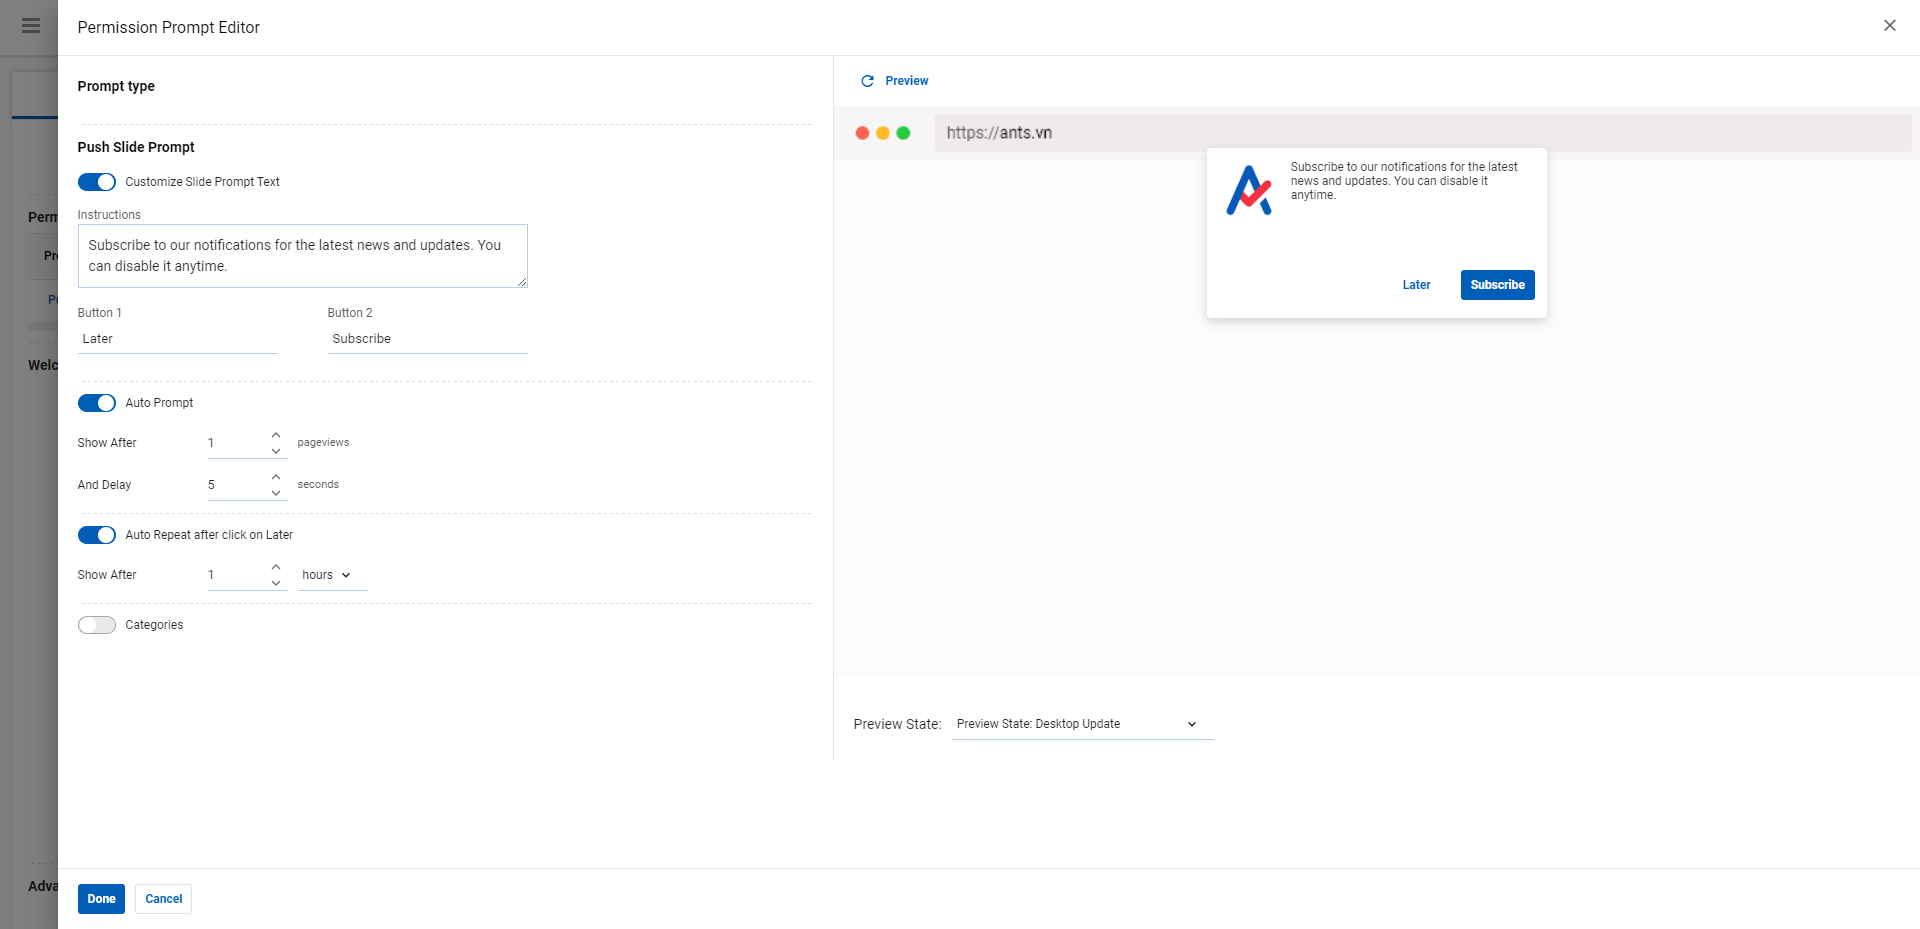 Permission Prompt Editor
Prompt type
Push Slide Prompt
Customize Slide Prompt Text
Instructions
Subscribe to our notifications for the latest news and updates. You
can disable it anytime.
Button 1
Button 2
Later
Subscribe
Auto Prompt
Show After
1
pageviews
And Delay
5
seconds
Auto Repeat after click on Later
Show After
1
hours
Categories
Done
Cancel
Preview
https://ants.vn
Subscribe to our notifications for the latest
news and updates. You can disable it
anytime.
Later
Subscribe
Preview State:
Preview State: Desktop Update